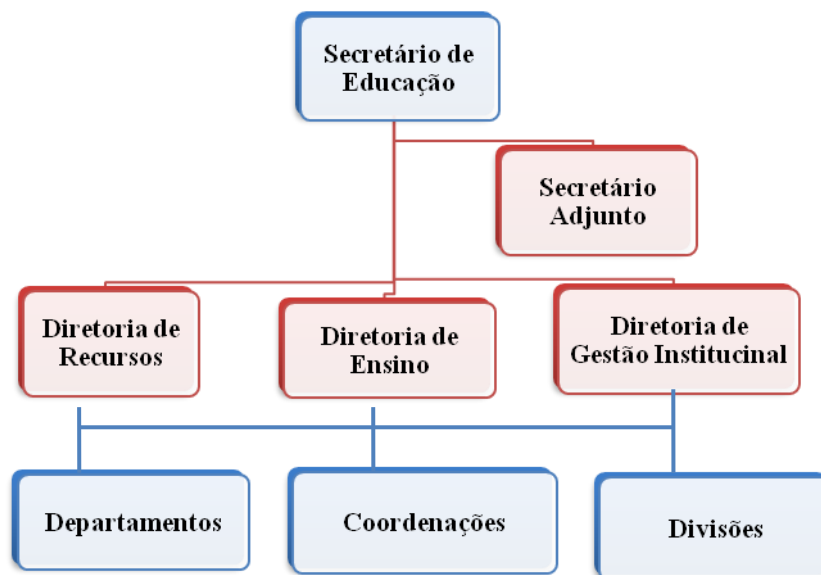 Secretário de
Educação
Secretário
Adjunto
Diretoria de
Recursos
Diretoria de
Ensino
Diretoria de
Gestão Institucinal
Departamentos
Coordenações
Divisões